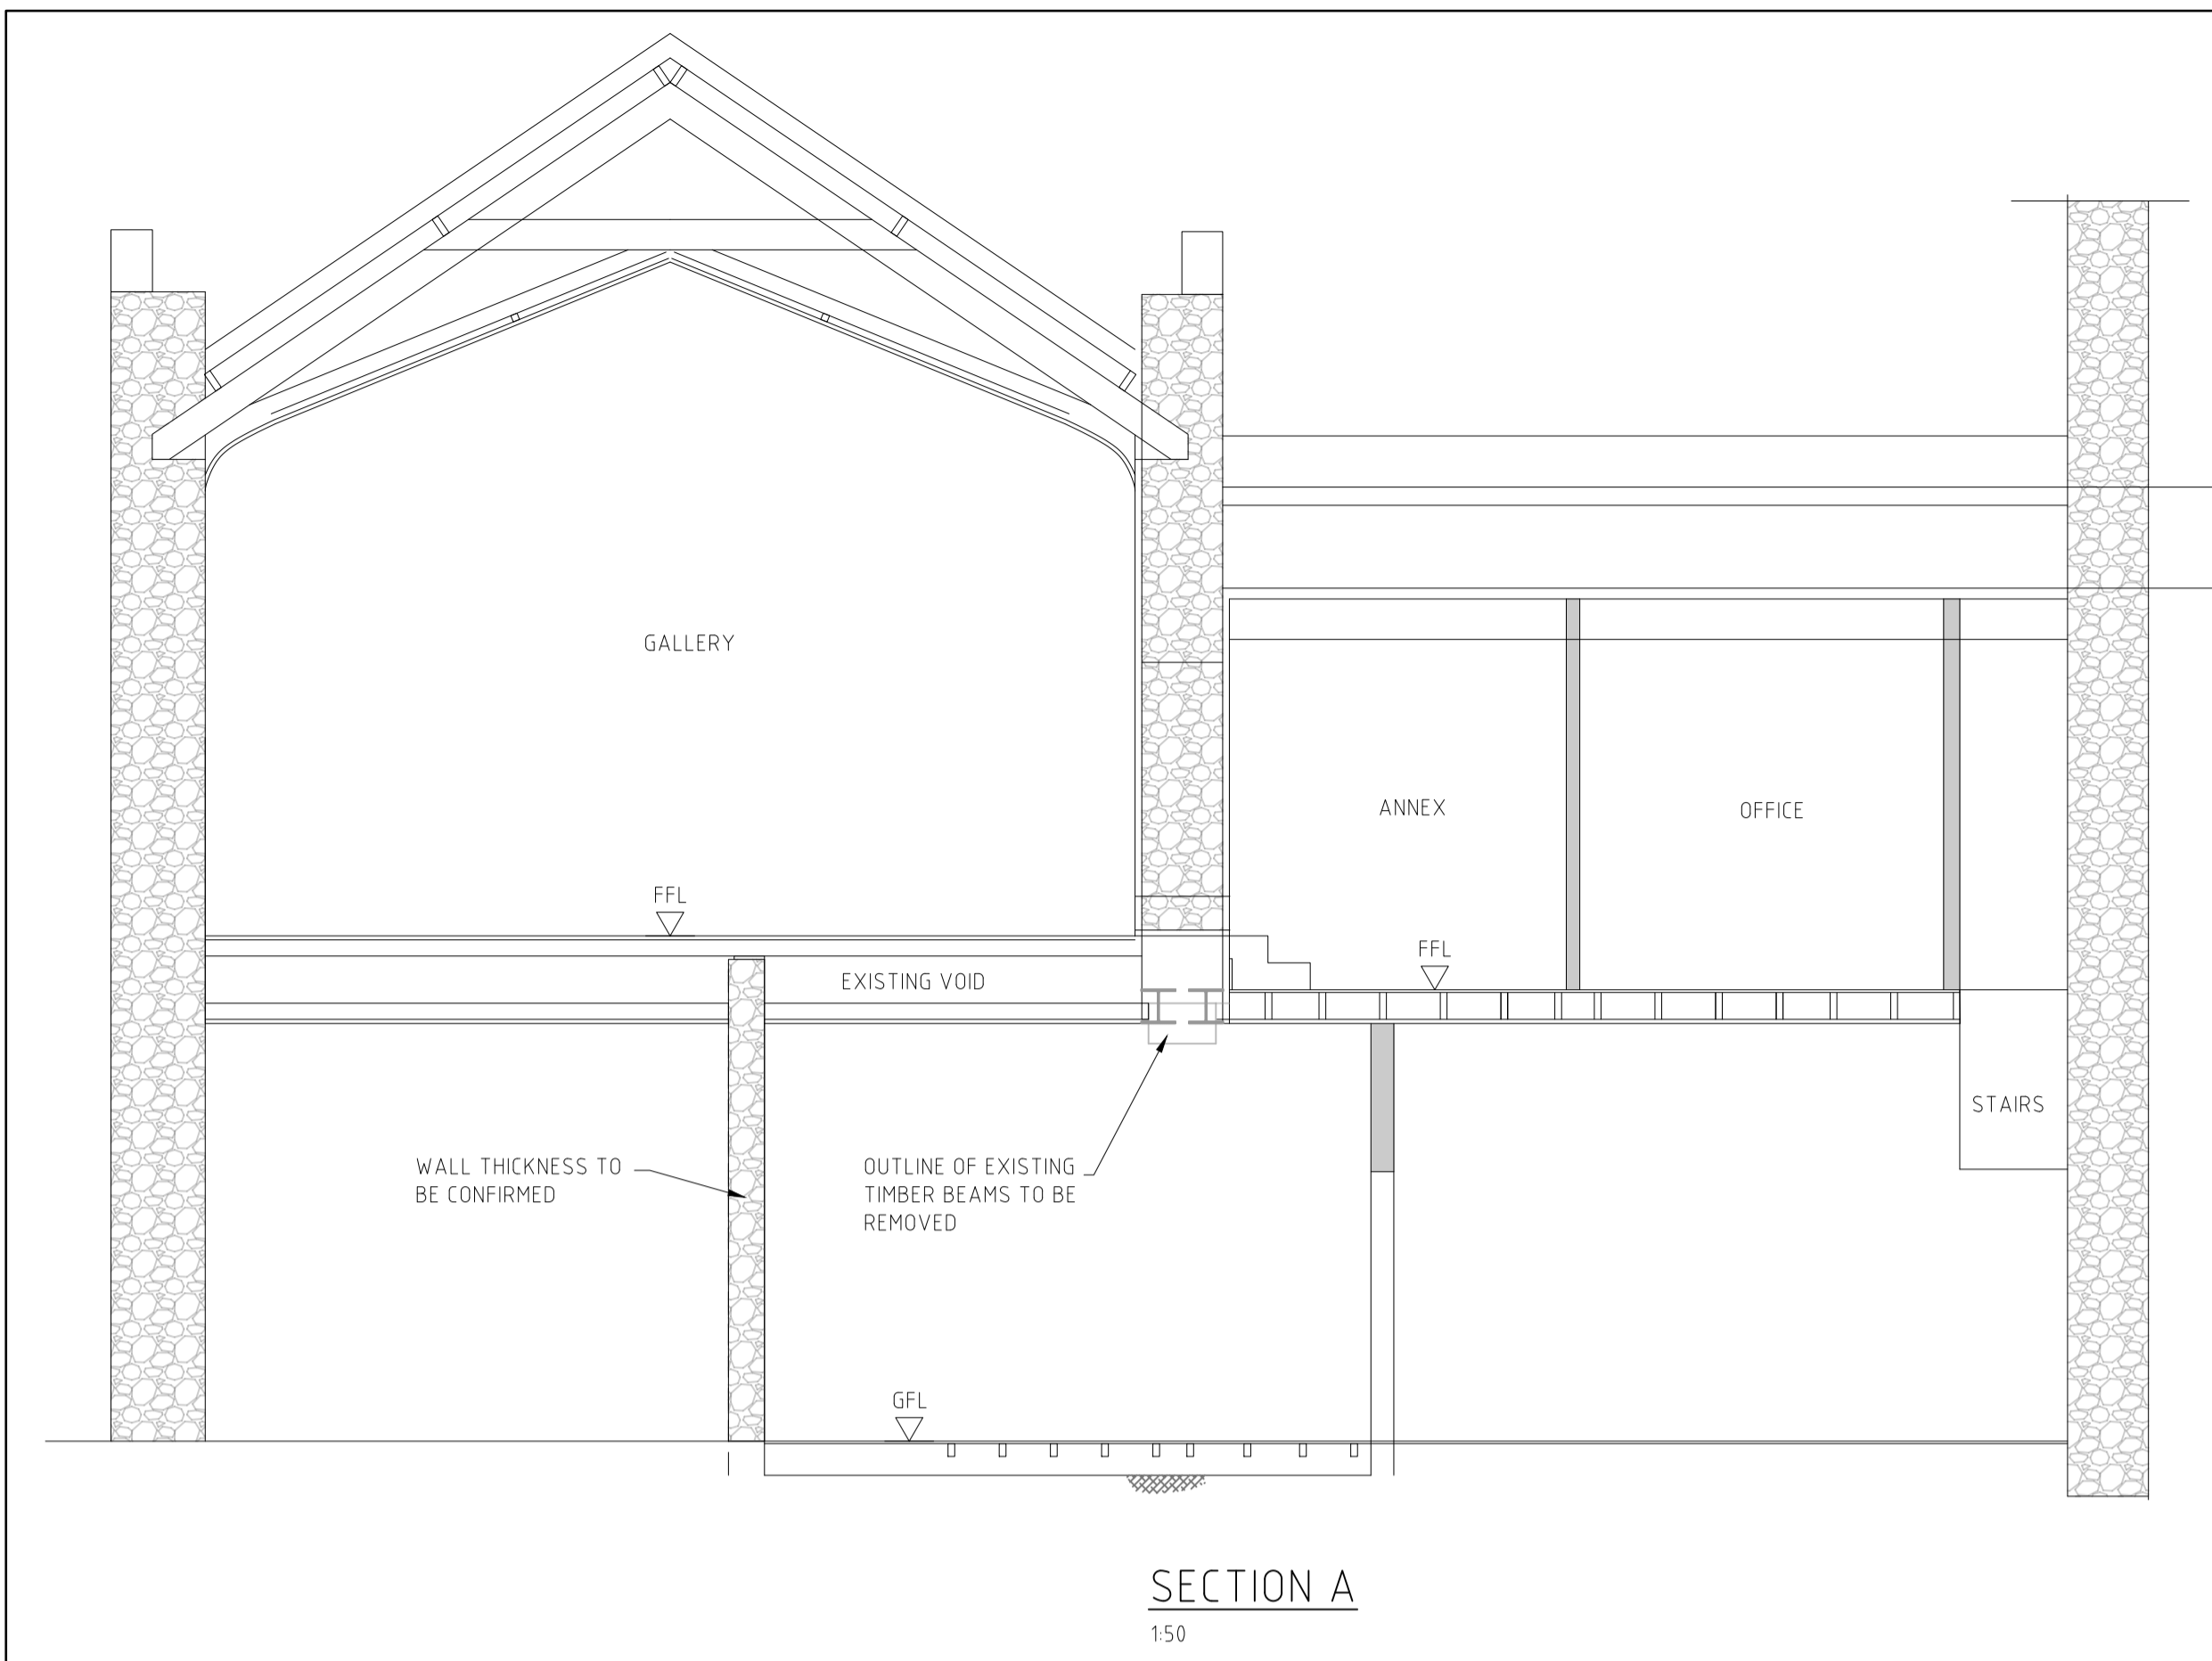 GALLERY
ANNEX
OFFICE
FFL
FFL
EXISTING VOID
STAIRS
WALL THICKNESS TO
BE CONFIRMED
OUTLINE OF EXISTING
TIMBER BEAMS TO BE
REMOVED
GFL
SECTION A
1:50